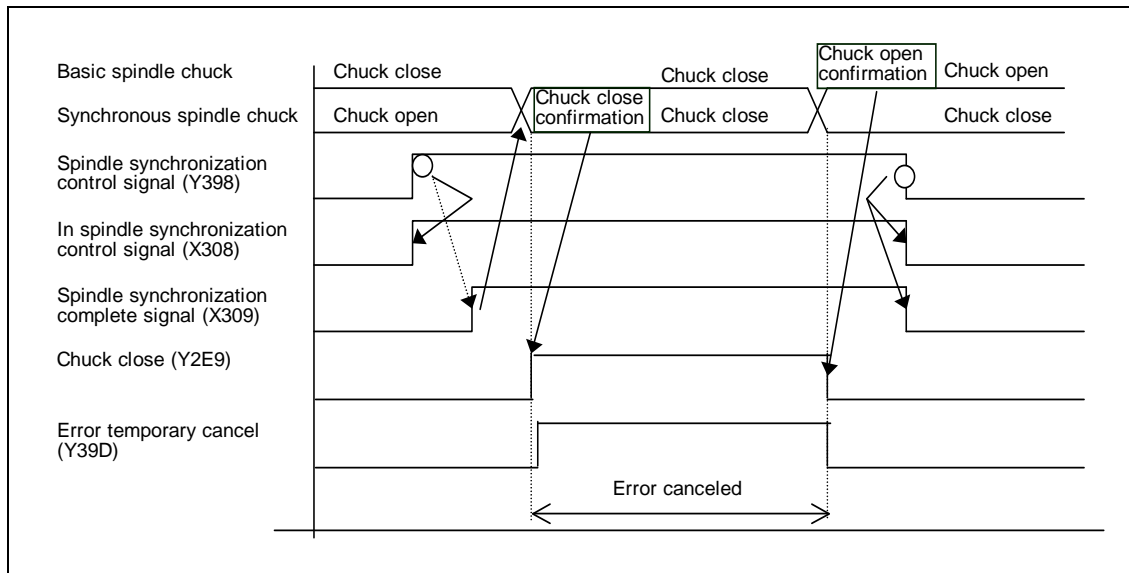 Basic spindle chuck
Chuck close
Chuck close
Chuck open
confirmation
Chuck open
Synchronous spindle chuck
Chuck open
Chuck close
confirmation
Chuck close
Chuck close
Spindle synchronization
control signal (Y398)
In spindle synchronization
control signal (X308)
Spindle synchronization
complete signal (X309)
Chuck close (Y2E9)
Error temporary cancel
(Y39D)
Error canceled